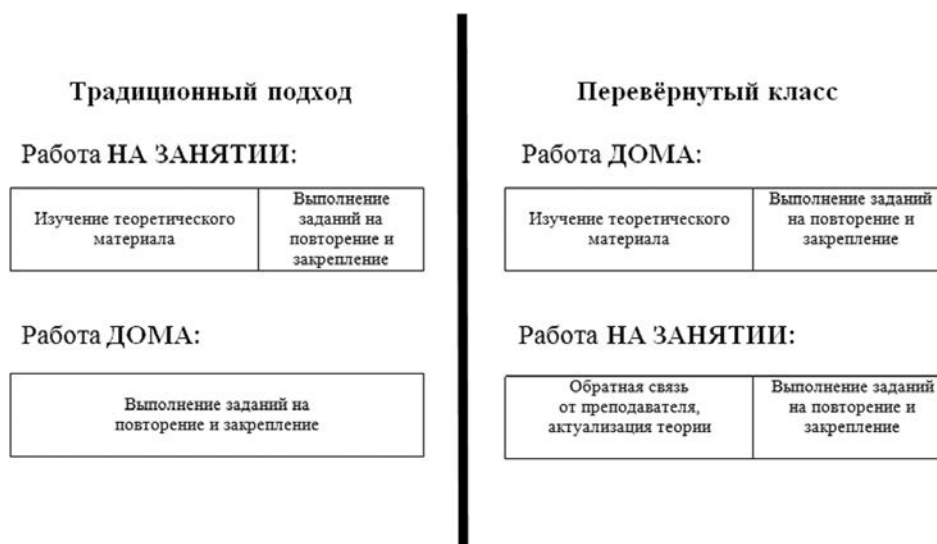 Традиционный подход
Работа НА ЗАНЯТИИ:
Изучение теоретического
материала
Выполнение
заданий на
повторение и
закрепление
Работа ДОМА:
Выполнение заданий на
повторение и закрепление
Перевёрнутый класс
Работа ДОМА:
Изучение теоретического
материала
Выполнение заданий
на повторение и
закрепление
Работа НА ЗАНЯТИИ:
Обратная связь
от преподавателя,
актуализация теории
Выполнение заданий
на повторение и
закрепление